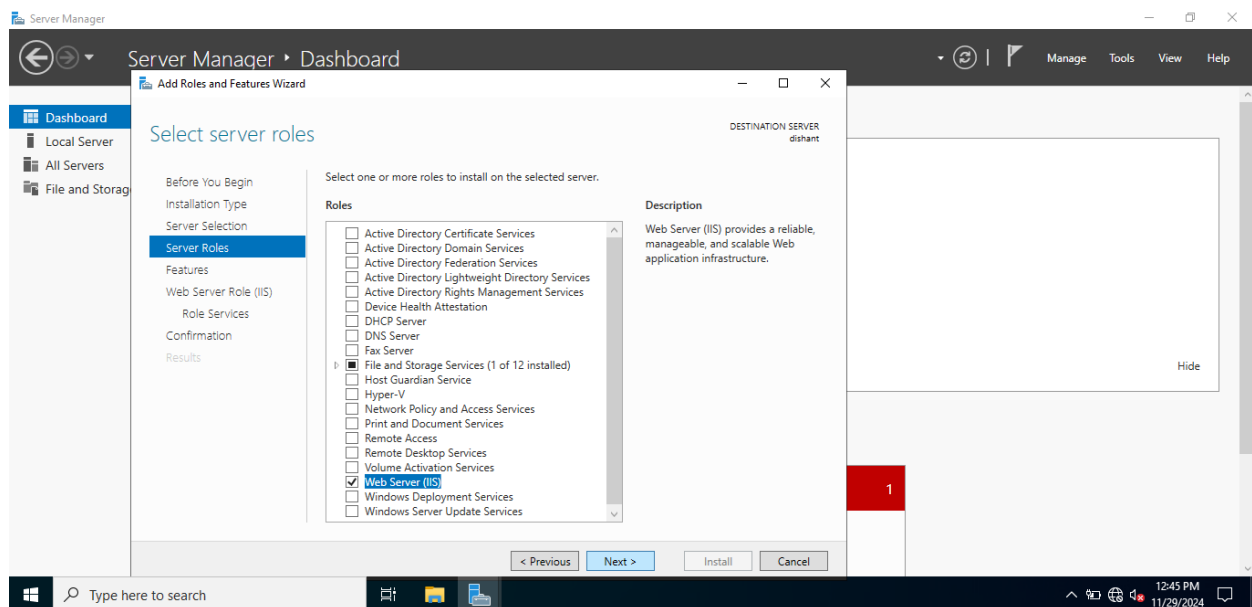 Server Manager
Server Manager • Dashboard
Manage Tools View Help
Add Roles and Features Wizard
Dashboard
Local Server
All Servers
File and Storag
Select server roles
DESTINATION SERVER
dishant
Before You Begin
Installation Type
Server Selection
Server Roles
Features
Web Server Role (IIS)
Role Services
Confirmation
Results
Select one or more roles to install on the selected server.
Roles
Active Directory Certificate Services
Active Directory Domain Services
Active Directory Federation Services
Active Directory Lightweight Directory Services
Active Directory Rights Management Services
Device Health Attestation
DHCP Server
DNS Server
Fax Server
File and Storage Services (1 of 12 installed)
Host Guardian Service
Hyper-V
Network Policy and Access Services
Print and Document Services
Remote Access
Remote Desktop Services
Volume Activation Services
Web Server (IIS)
Windows Deployment Services
Windows Server Update Services
Description
Web Server (IIS) provides a reliable,
manageable, and scalable Web
application infrastructure.
Hide
1
< Previous Next > Install Cancel
Type here to search
12:45 PM
11/29/2024